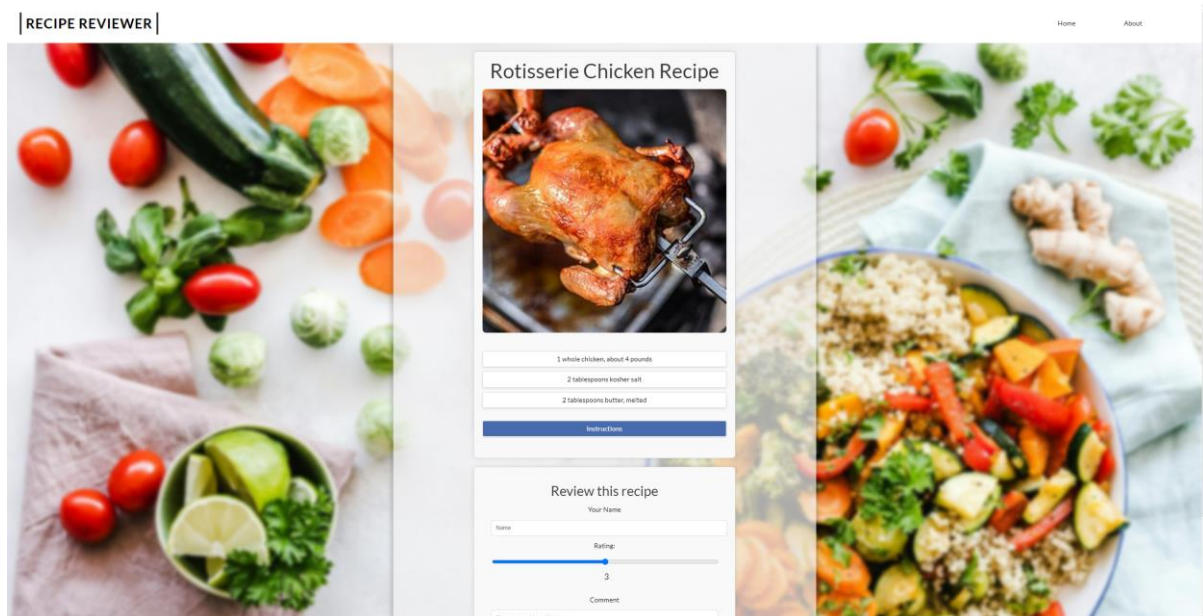 RECIPE REVIEWER
Home
About
Rotisserie Chicken Recipe
1 whole chicken, about 4 pounds
2 tablespoons kosher salt
2 tablespoons butter, melted
Instructions
Review this recipe
Your Name
Name
Rating:
3
Comment